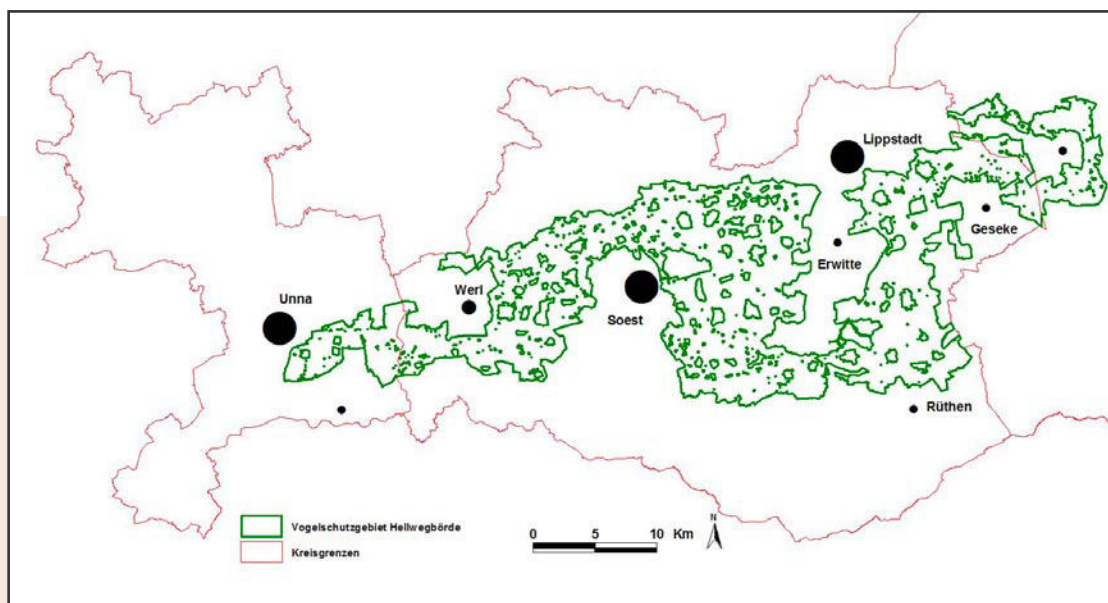 Lippstadt
Geseke
Erwitte
Werl
Unna
Soest
Rüthen
Vogelschutzgebiet Hellwegbörde
Kreisgrenzen
0 5 10 Km
N